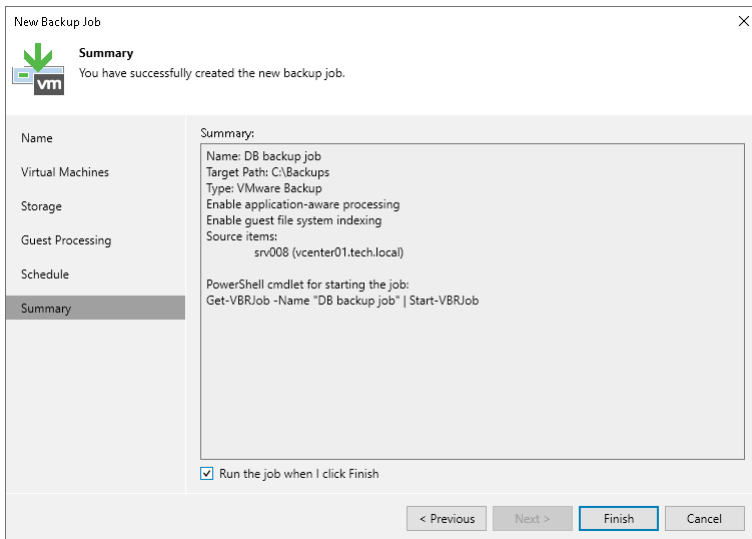 New Backup Job
Summary
You have successfully created the new backup job.
vm
Name
Virtual Machines
Storage
Guest Processing
Schedule
Summary
Summary:
Name: DB backup job
Target Path: C:\Backups
Type: VMware Backup
Enable application-aware processing
Enable guest file system indexing
Source items:
srv008 (vcenter01.tech.local)
PowerShell cmdlet for starting the job:
Get-VBRJob -Name "DB backup job" | Start-VBRJob
Run the job when I click Finish
< Previous
Next >
Finish
Cancel